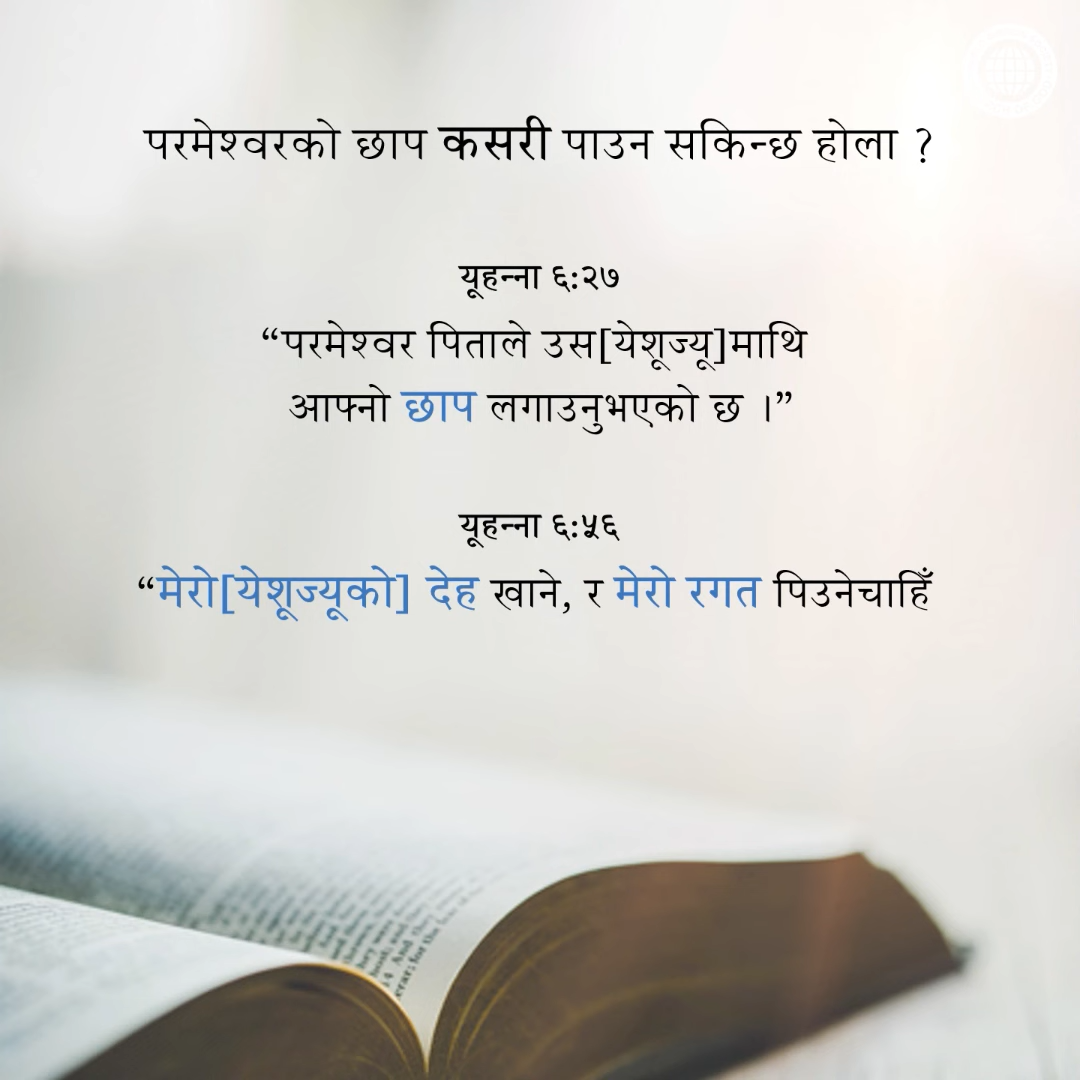 परमेश्वरको छाप कसरी पाउन सकिन्छ होला ?
यूहन्ना ६:२७
“परमेश्वर पिताले उस[येशूज्यू]माथि
आफ्नो छाप लगाउनुभएको छ ।”
यूहन्ना ६:५६
“मेरो[येशूज्यूको] देह खाने, र मेरो रगत पिउनेचाहिँ